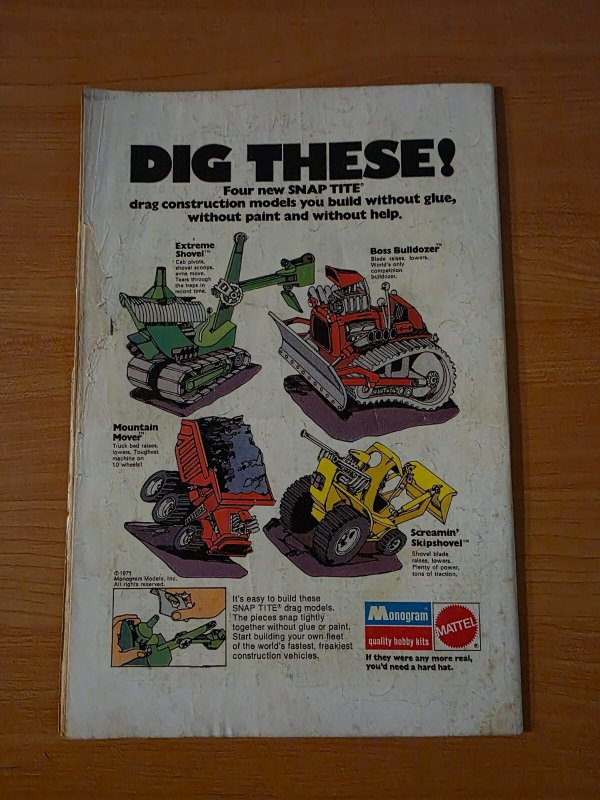 DIG THESE!
Four new SNAP TITE®
drag construction models you build without glue,
without paint and without help.
Extreme
Shovel™
Cab pivots,
shovel scoops,
arms move.
Tears through
the traps in
record time.
Boss Bulldozer™
Blade raises, lowers.
World's only
competition
bulldozer.
Mountain
Mover™
Truck bed raises,
lowers. Toughest
machine on
10 wheels!
Screamin'
Skipshovel™
Shovel blade
raises, lowers.
Plenty of power,
tons of traction.
©1971
Monogram Models, Inc.
All rights reserved.
It's easy to build these
SNAP TITE® drag models.
The pieces snap tightly
together without glue or paint.
Start building your own fleet
of the world's fastest, freakiest
construction vehicles.
Monogram
quality hobby kits
MATTEL
®
If they were any more real,
you'd need a hard hat.